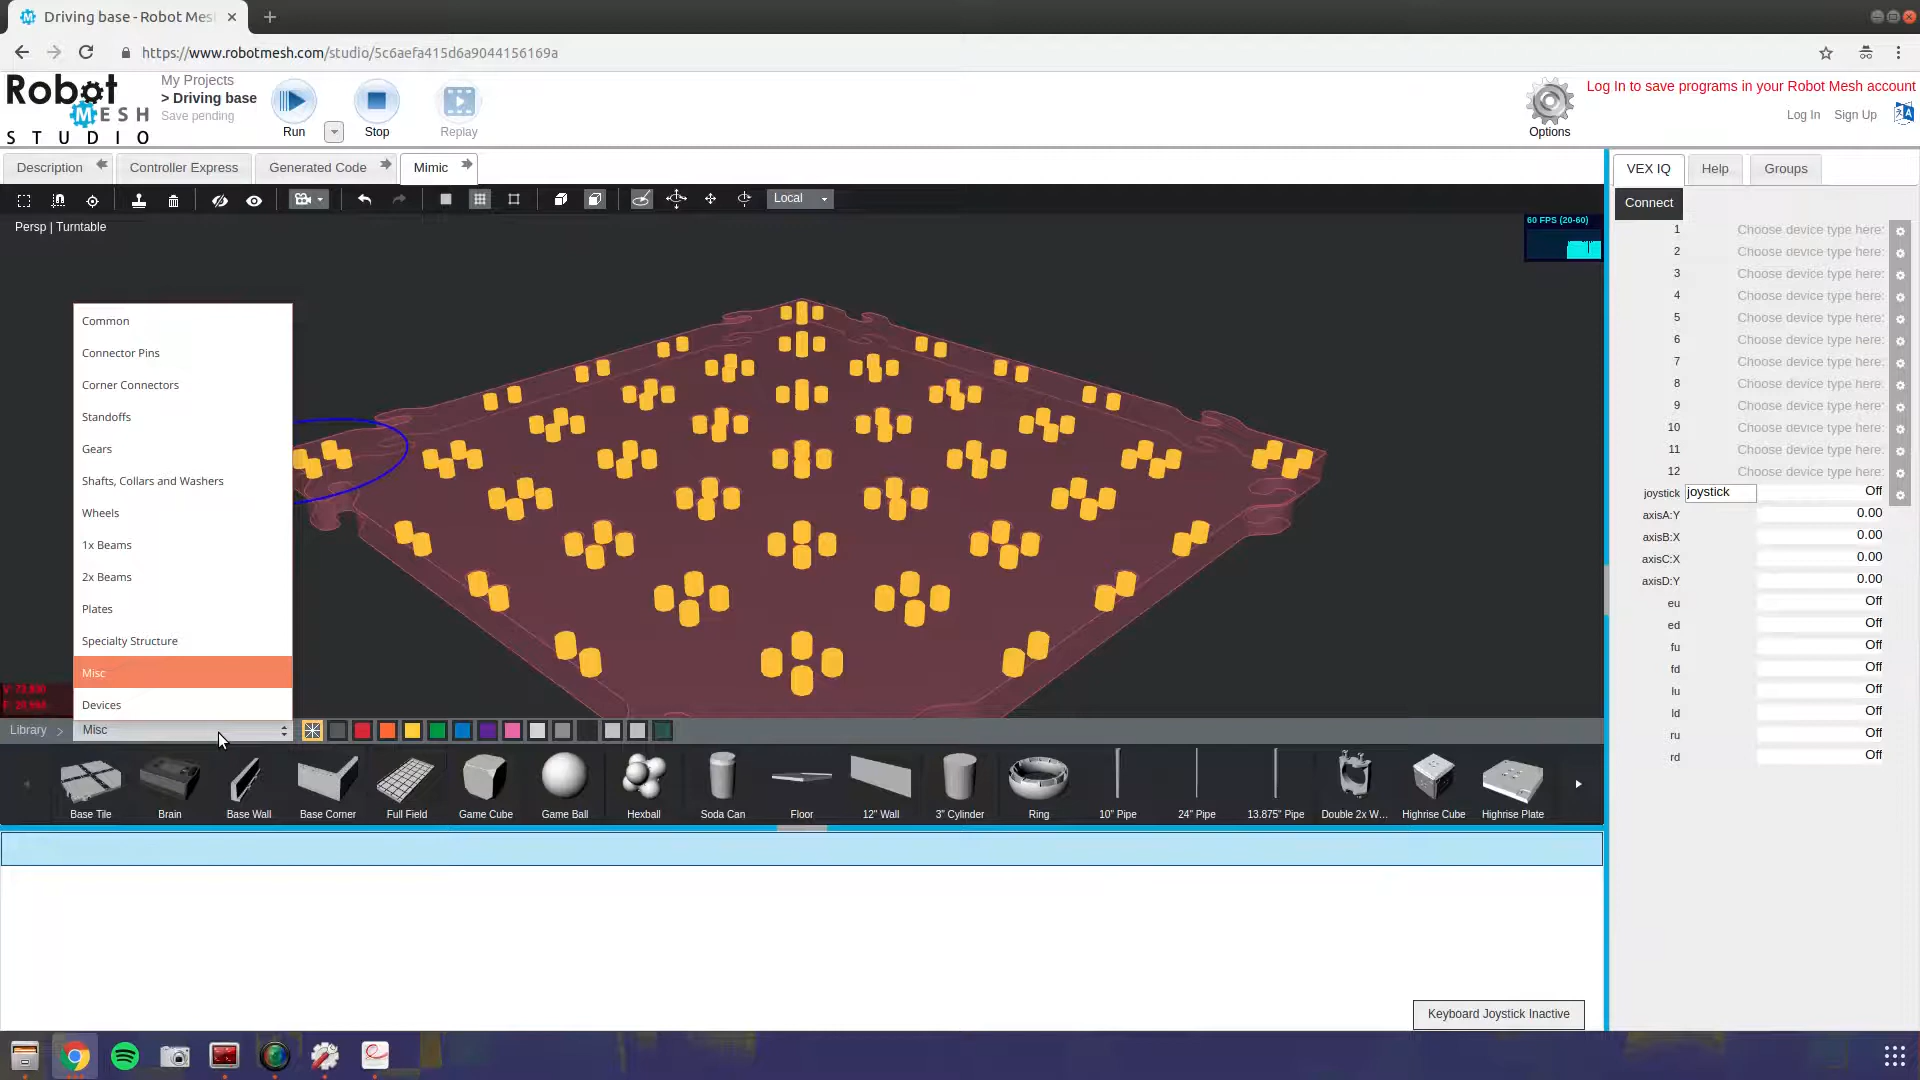 Driving base - Robot Mes
https://www.robotmesh.com/studio/5c6aefa415d6a9044156169a
Robot
MESH
STUDIO
My Projects
> Driving base
Save pending
Run
Stop
Replay
Options
Log In to save programs in your Robot Mesh account
Log In
Sign Up
Description
Controller Express
Generated Code
Mimic
VEX IQ
Help
Groups
Local
Persp | Turntable
60 FPS (20-60)
Connect
1 Choose device type here:
2 Choose device type here:
3 Choose device type here:
4 Choose device type here:
5 Choose device type here:
6 Choose device type here:
7 Choose device type here:
8 Choose device type here:
9 Choose device type here:
10 Choose device type here:
11 Choose device type here:
12 Choose device type here:
joystick joystick Off
axisA:Y 0.00
axisB:X 0.00
axisC:X 0.00
axisD:Y 0.00
eu Off
ed Off
fu Off
fd Off
lu Off
ld Off
ru Off
rd Off
Common
Connector Pins
Corner Connectors
Standoffs
Gears
Shafts, Collars and Washers
Wheels
1x Beams
2x Beams
Plates
Specialty Structure
Misc
Devices
Library > Misc
Base Tile
Brain
Base Wall
Base Corner
Full Field
Game Cube
Game Ball
Hexball
Soda Can
Floor
12" Wall
3" Cylinder
Ring
10" Pipe
24" Pipe
13.875" Pipe
Double 2x W...
Highrise Cube
Highrise Plate
Keyboard Joystick Inactive